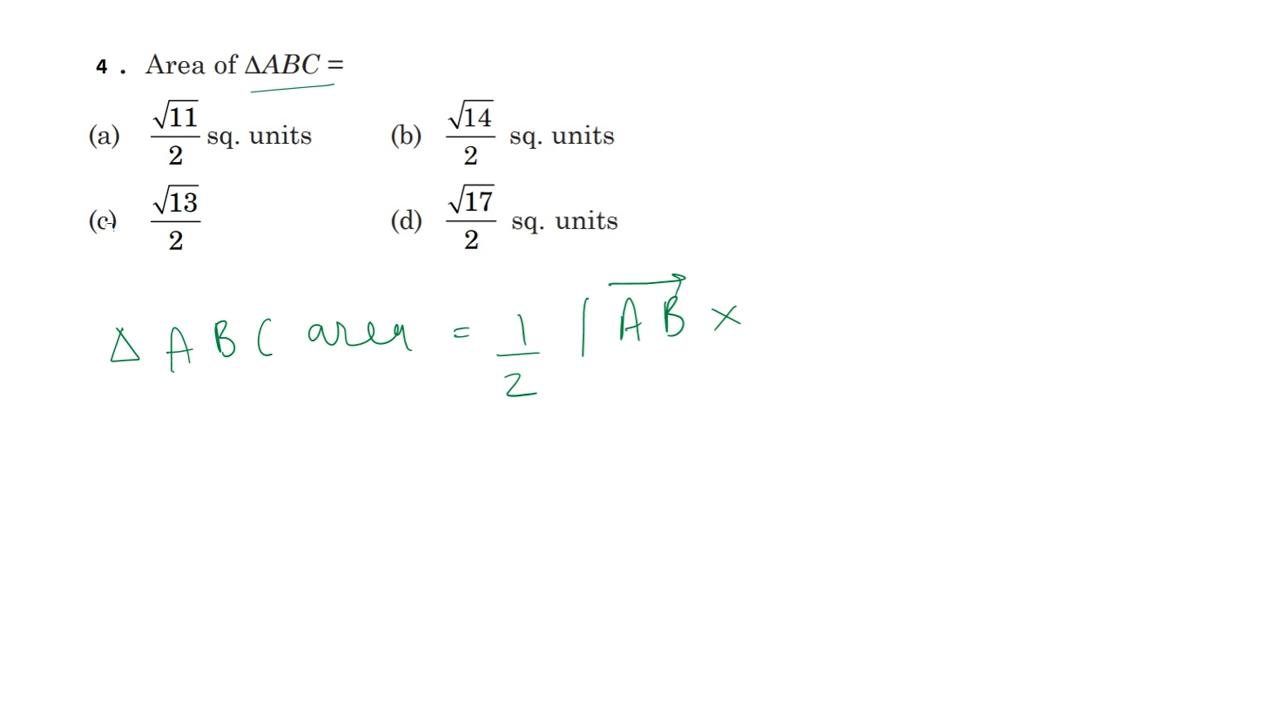 4 . Area of ΔABC =
(a) √11/2 sq. units (b) √14/2 sq. units
(c) √13/2 (d) √17/2 sq. units
Δ ABC area = 1/2 | A⃗B⃗ ×